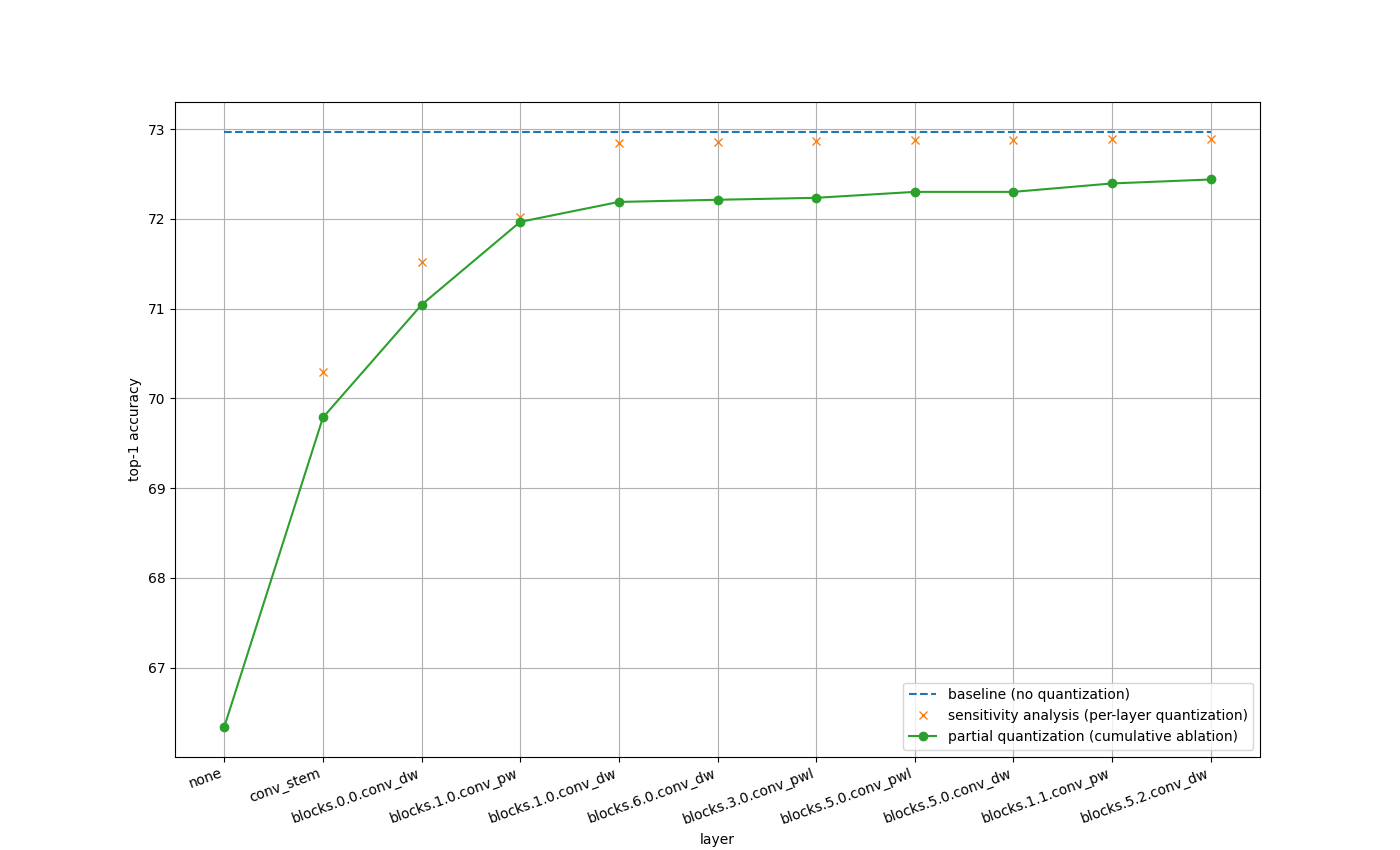 73
72
71
70
69
68
67
top-1 accuracy
baseline (no quantization)
sensitivity analysis (per-layer quantization)
partial quantization (cumulative ablation)
none
conv_stem
blocks.0.0.conv_dw
blocks.1.0.conv_pw
blocks.1.0.conv_dw
blocks.6.0.conv_dw
blocks.3.0.conv_pwl
blocks.5.0.conv_pwl
blocks.5.0.conv_dw
blocks.1.1.conv_pw
blocks.5.2.conv_dw
layer